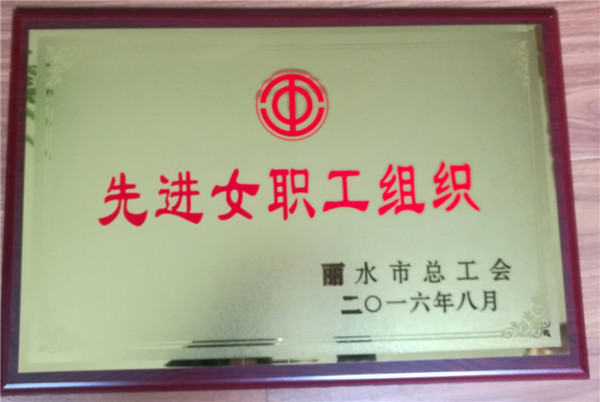 先进女职工组织
丽水市总工会
二〇一六年八月